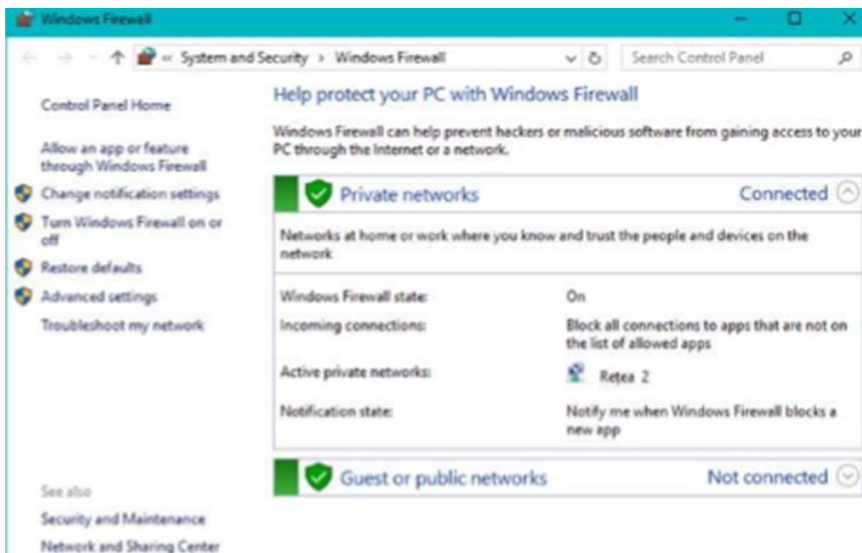 Windows Firewall
« System and Security > Windows Firewall
Search Control Panel
Control Panel Home
Allow an app or feature
through Windows Firewall
Change notification settings
Turn Windows Firewall on or
off
Restore defaults
Advanced settings
Troubleshoot my network
See also
Security and Maintenance
Network and Sharing Center
Help protect your PC with Windows Firewall
Windows Firewall can help prevent hackers or malicious software from gaining access to your
PC through the Internet or a network.
Private networks Connected
Networks at home or work where you know and trust the people and devices on the
network
Windows Firewall state: On
Incoming connections: Block all connections to apps that are not on
the list of allowed apps
Active private networks: Rețea 2
Notification state: Notify me when Windows Firewall blocks a
new app
Guest or public networks Not connected